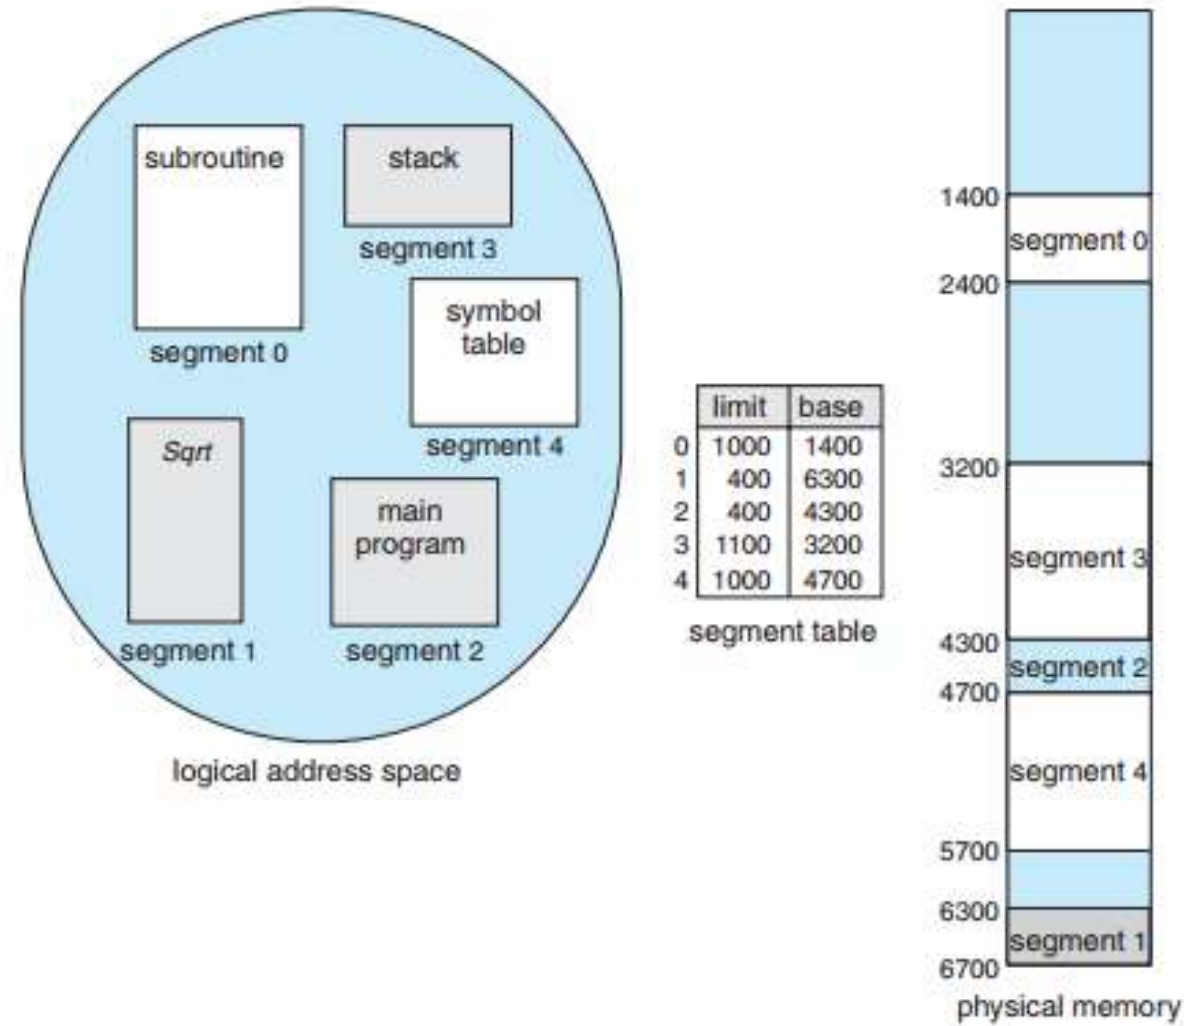 subroutine
segment 0
stack
segment 3
symbol
table
segment 4
Sqrt
segment 1
main
program
segment 2
logical address space
limit base
0 1000 1400
1 400 6300
2 400 4300
3 1100 3200
4 1000 4700
segment table
1400
segment 0
2400
3200
segment 3
4300
segment 2
4700
segment 4
5700
6300
segment 1
6700
physical memory